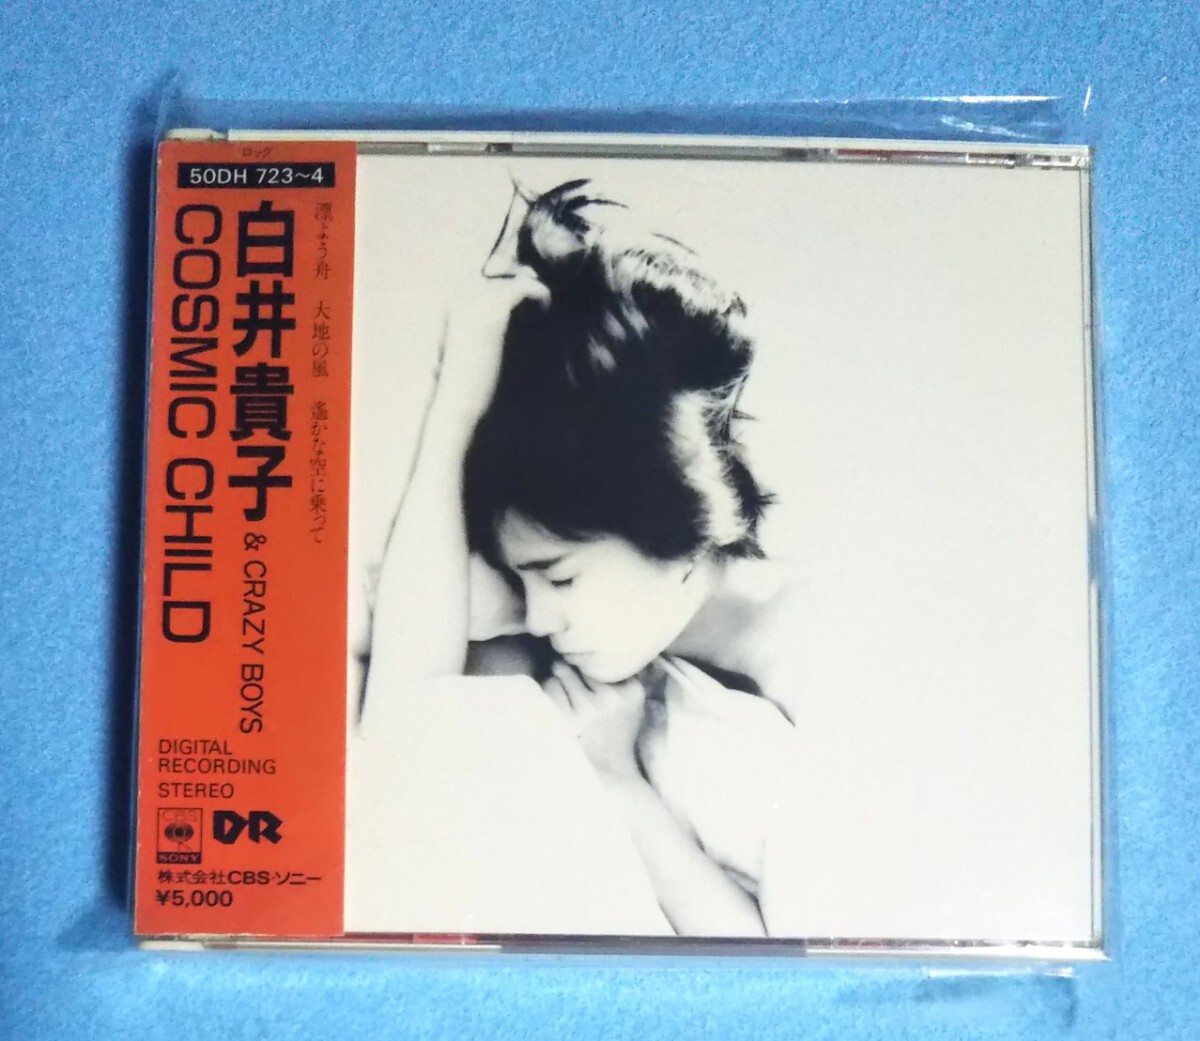 ロック
50DH 723~4
漂よう舟 大地の風 遙かな空に乗って
白井貴子 & CRAZY BOYS
COSMIC CHILD
DIGITAL
RECORDING
STEREO
CBS
SONY
DR
株式会社CBS・ソニー
¥5,000